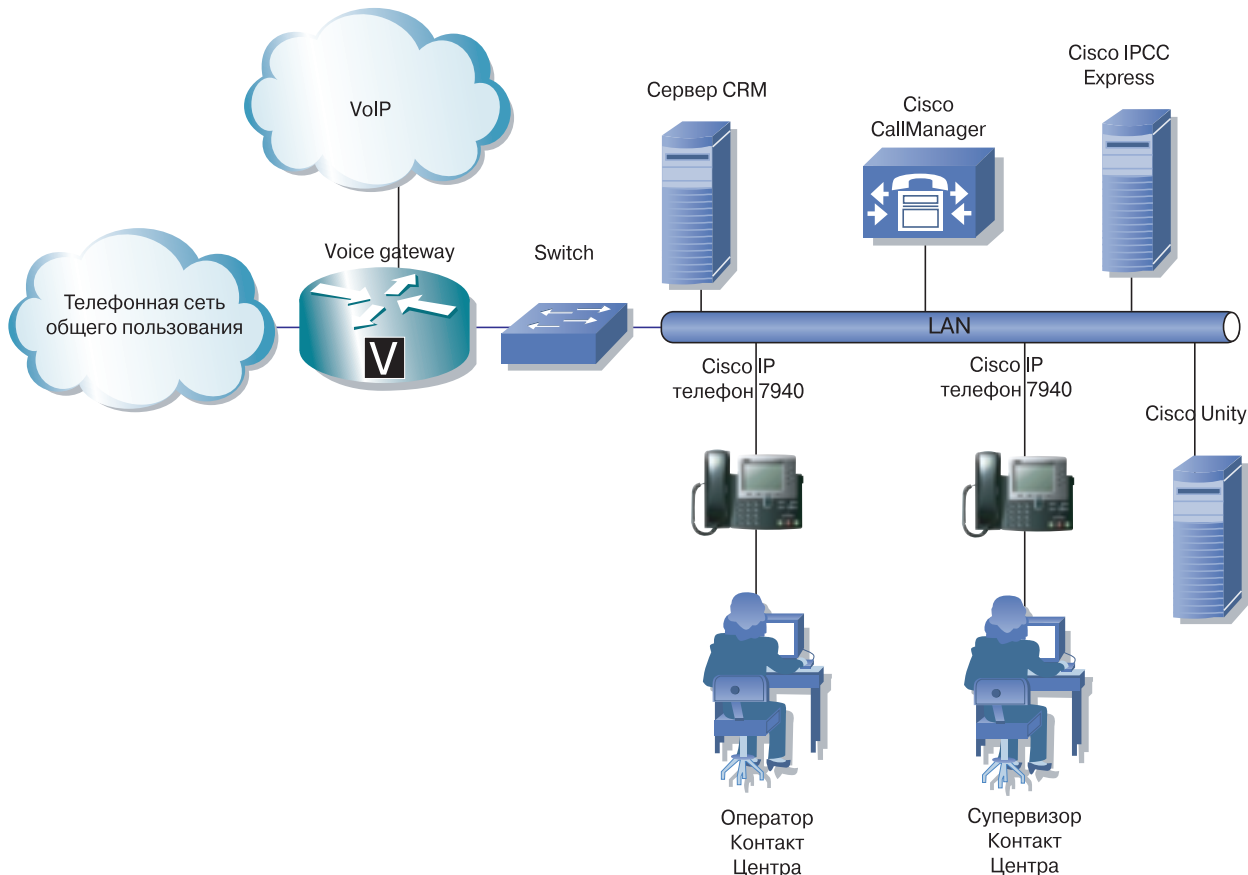 VoIP
Сервер CRM
Cisco
CallManager
Cisco IPCC
Express
Voice gateway
Switch
Телефонная сеть
общего пользования
V
LAN
Cisco IP
телефон 7940
Cisco IP
телефон 7940
Cisco Unity
Оператор
Контакт
Центра
Супервизор
Контакт
Центра